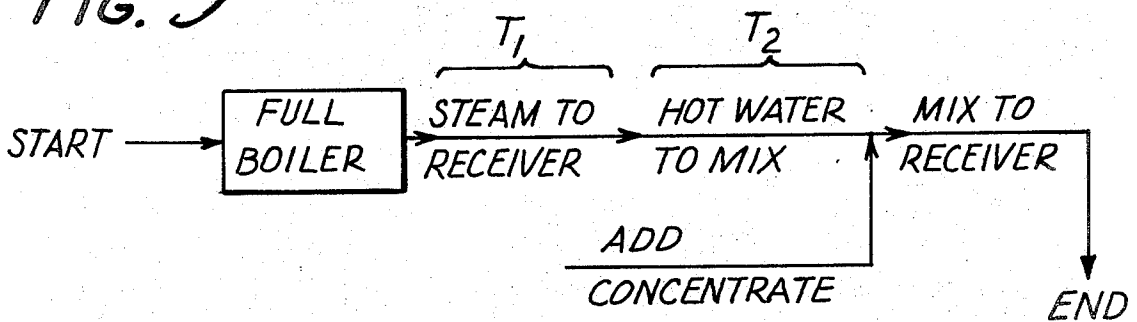 FIG. 9
T1 T2
START
FULL BOILER
STEAM TO RECEIVER
HOT WATER TO MIX
MIX TO RECEIVER
ADD CONCENTRATE
END